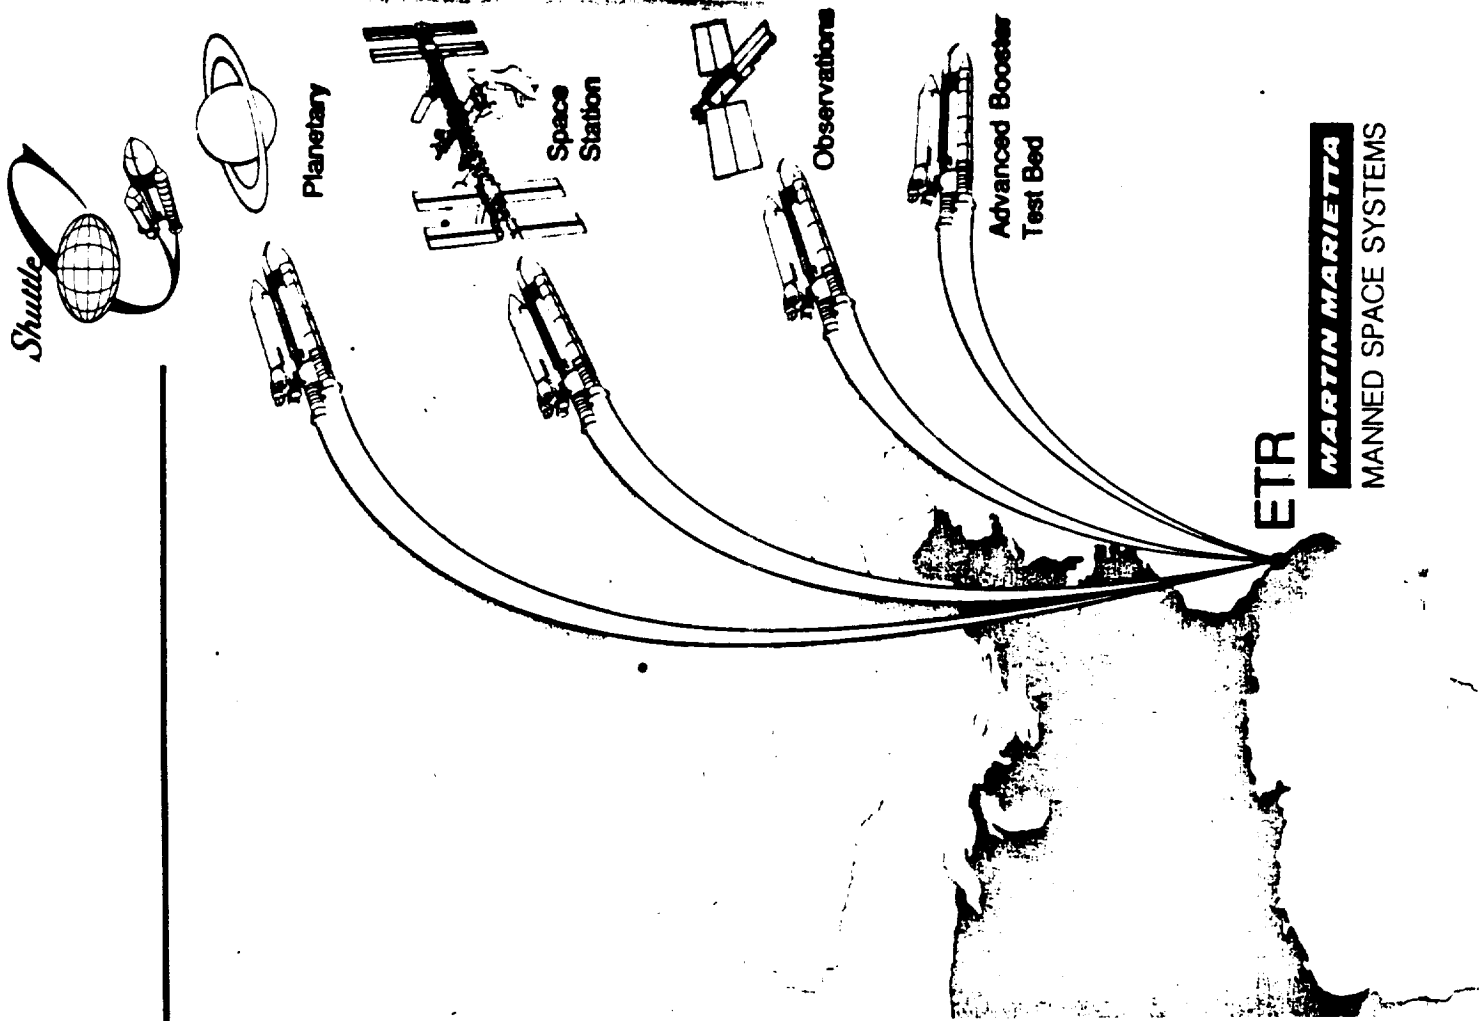 Shuttle
Planetary
Space
Station
Observations
Advanced Booster
Test Bed
ETR
MARTIN MARIETTA
MANNED SPACE SYSTEMS